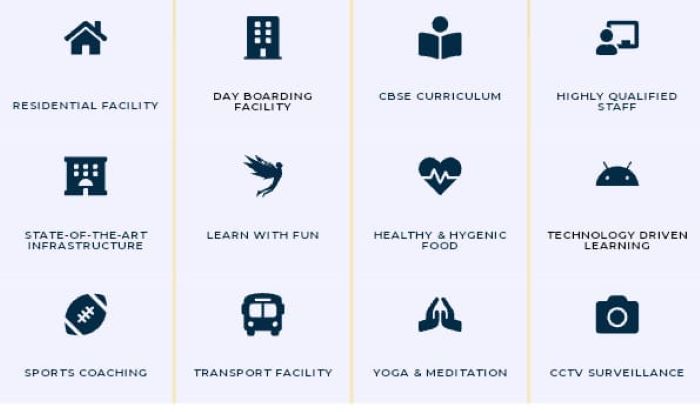 RESIDENTIAL FACILITY
DAY BOARDING
FACILITY
CBSE CURRICULUM
HIGHLY QUALIFIED
STAFF
STATE-OF-THE-ART
INFRASTRUCTURE
LEARN WITH FUN
HEALTHY & HYGENIC
FOOD
TECHNOLOGY DRIVEN
LEARNING
SPORTS COACHING
TRANSPORT FACILITY
YOGA & MEDITATION
CCTV SURVEILLANCE